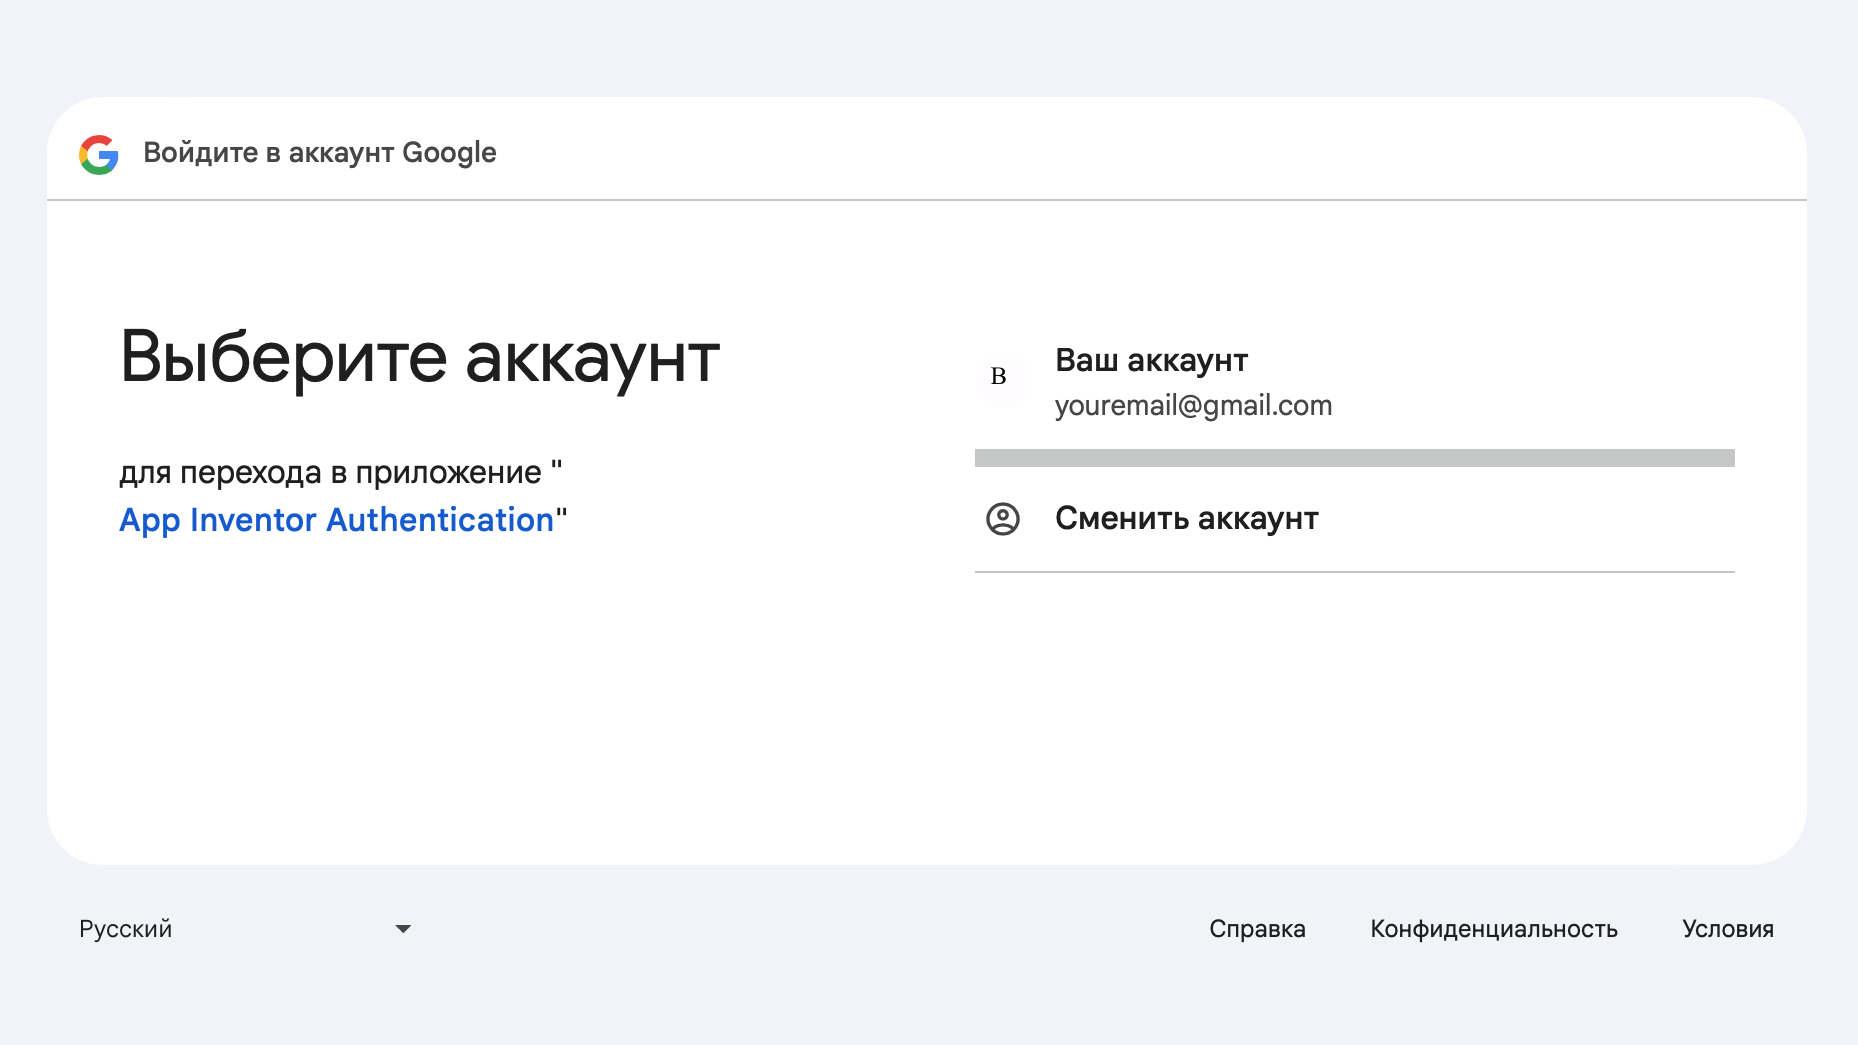 Войдите в аккаунт Google
Выберите аккаунт
для перехода в приложение "
App Inventor Authentication"
В
Ваш аккаунт
youremail@gmail.com
Сменить аккаунт
Русский
Справка
Конфиденциальность
Условия